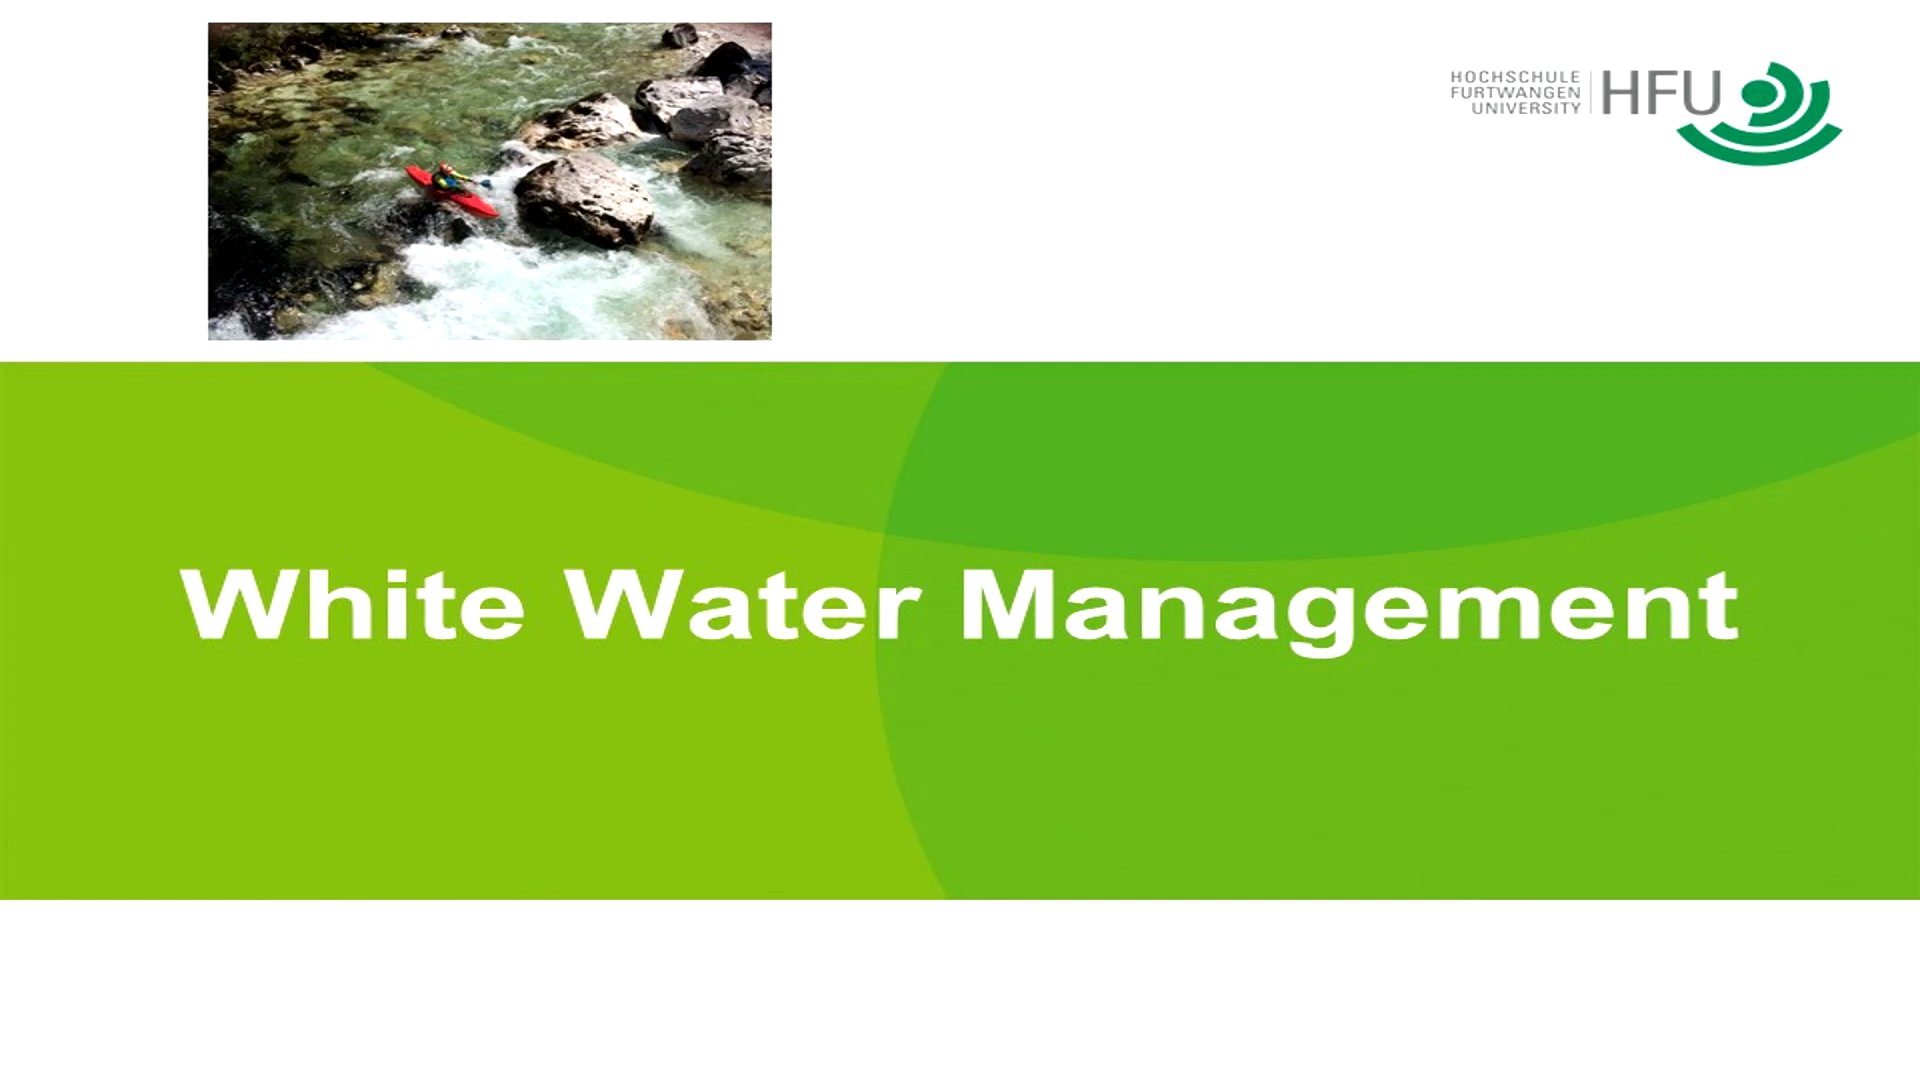 HOCHSCHULE
FURTWANGEN
UNIVERSITY
HFU
White Water Management